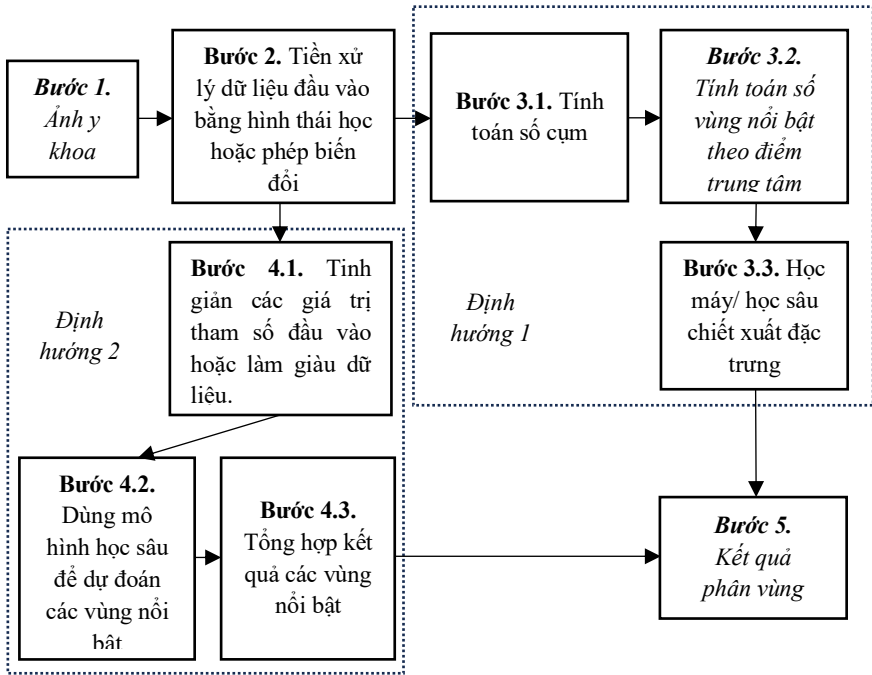 Bước 1.
Ảnh y
khoa
Bước 2. Tiền xử
lý dữ liệu đầu vào
bằng hình thái học
hoặc phép biến
đổi
Bước 3.1. Tính
toán số cụm
Bước 3.2.
Tính toán số
vùng nổi bật
theo điểm
trung tâm
Bước 3.3. Học
máy/ học sâu
chiết xuất đặc
trưng
Định
hướng 1
Bước 4.1. Tinh
giản các giá trị
tham số đầu vào
hoặc làm giàu dữ
liệu.
Định
hướng 2
Bước 4.2.
Dùng mô
hình học sâu
để dự đoán
các vùng nổi
bật
Bước 4.3.
Tổng hợp kết
quả các vùng
nổi bật
Bước 5.
Kết quả
phân vùng